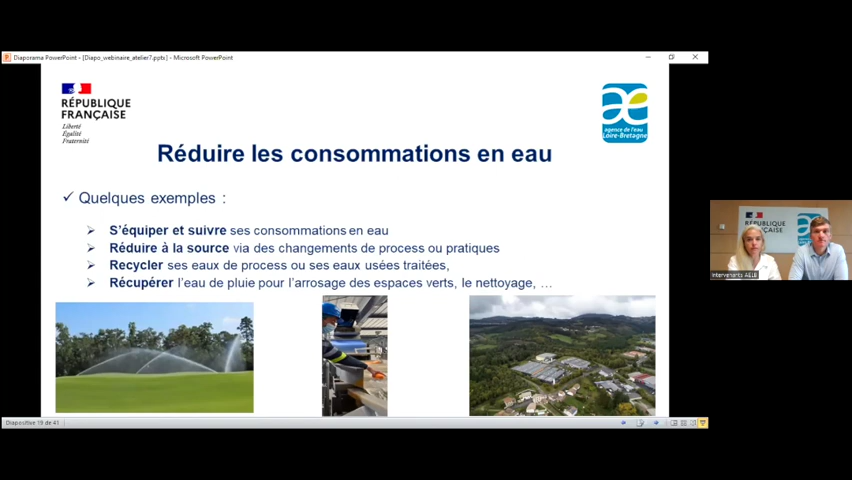 Diaporama PowerPoint - [Diapo_webinaire_atelier7.pptx] - Microsoft PowerPoint
RÉPUBLIQUE
FRANÇAISE
Liberté
Égalité
Fraternité
agence de l'eau
Loire-Bretagne
Réduire les consommations en eau
✓ Quelques exemples :
➢ S'équiper et suivre ses consommations en eau
➢ Réduire à la source via des changements de process ou pratiques
➢ Recycler ses eaux de process ou ses eaux usées traitées,
➢ Récupérer l'eau de pluie pour l'arrosage des espaces verts, le nettoyage, …
RÉPUBLIQUE
FRANÇAISE
Intervenants AELB
Diapositive 19 de 41